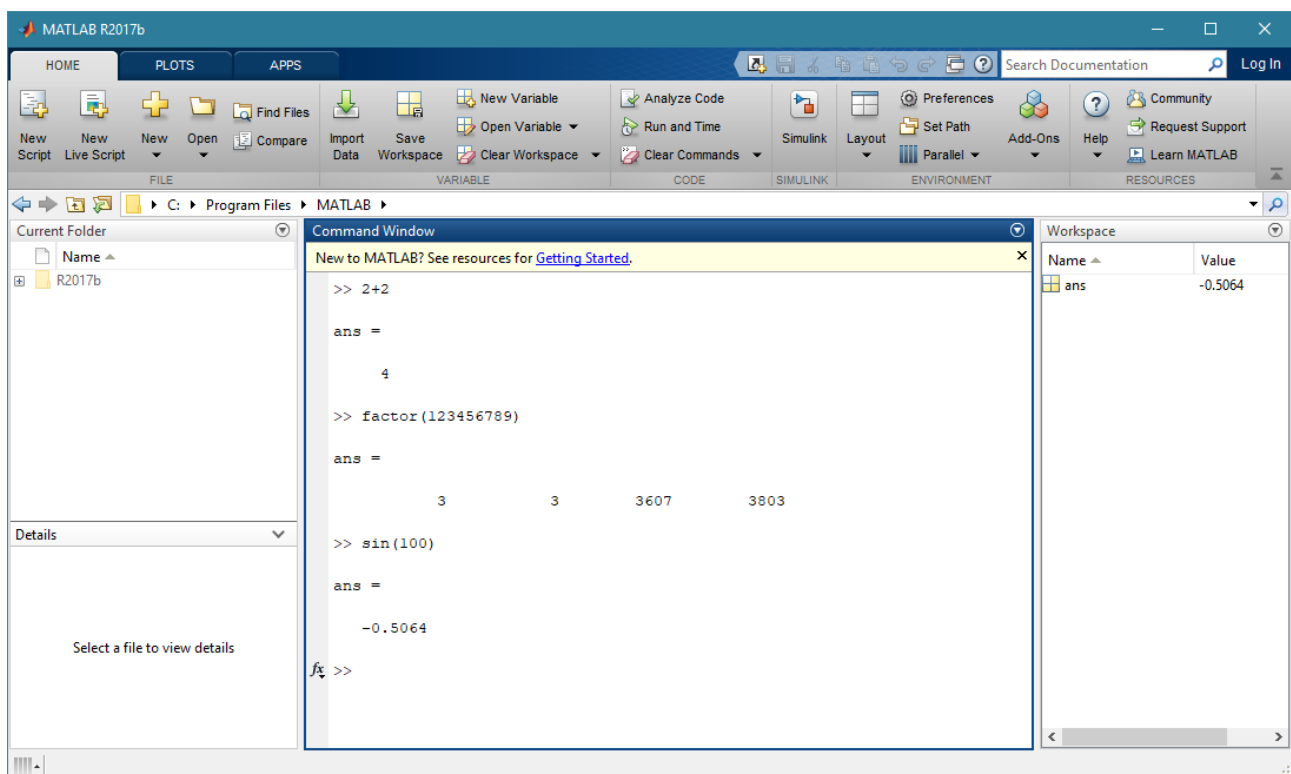 MATLAB R2017b
HOME PLOTS APPS Search Documentation Log In
New Script
New Live Script
New
Open
Find Files
Compare
FILE
Import Data
Save Workspace
New Variable
Open Variable
Clear Workspace
VARIABLE
Analyze Code
Run and Time
Clear Commands
CODE
Simulink
SIMULINK
Layout
Preferences
Set Path
Parallel
Add-Ons
ENVIRONMENT
Help
Community
Request Support
Learn MATLAB
RESOURCES
C: Program Files MATLAB
Current Folder
Name
R2017b
Details
Select a file to view details
Command Window
New to MATLAB? See resources for Getting Started.
>> 2+2
ans =
4
>> factor(123456789)
ans =
3 3 3607 3803
>> sin(100)
ans =
-0.5064
fx >>
Workspace
Name Value
ans -0.5064